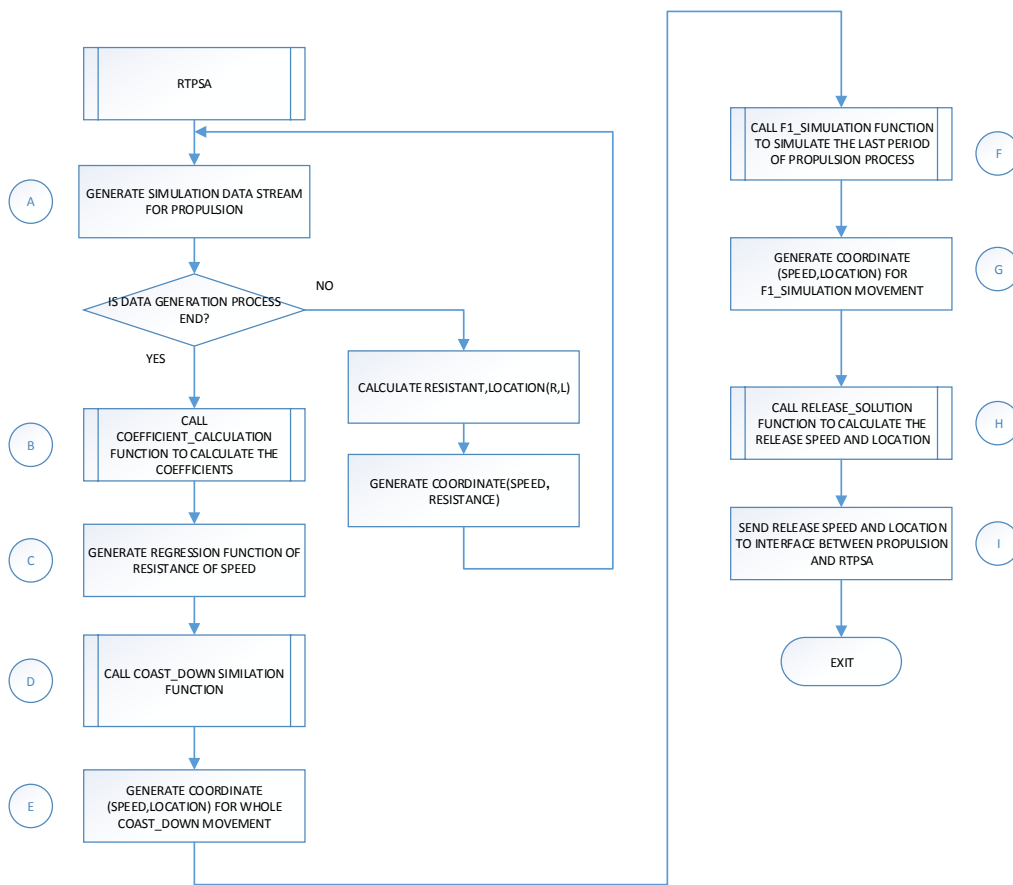 RTPSA
A
GENERATE SIMULATION DATA STREAM
FOR PROPULSION
IS DATA GENERATION PROCESS
END?
NO
YES
CALCULATE RESISTANT,LOCATION(R,L)
GENERATE COORDINATE(SPEED,
RESISTANCE)
B
CALL
COEFFICIENT_CALCULATION
FUNCTION TO CALCULATE THE
COEFFICIENTS
C
GENERATE REGRESSION FUNCTION OF
RESISTANCE OF SPEED
D
CALL COAST_DOWN SIMILATION
FUNCTION
E
GENERATE COORDINATE
(SPEED,LOCATION) FOR WHOLE
COAST_DOWN MOVEMENT
CALL F1_SIMULATION FUNCTION
TO SIMULATE THE LAST PERIOD
OF PROPULSION PROCESS
F
GENERATE COORDINATE
(SPEED,LOCATION) FOR
F1_SIMULATION MOVEMENT
G
CALL RELEASE_SOLUTION
FUNCTION TO CALCULATE THE
RELEASE SPEED AND LOCATION
H
SEND RELEASE SPEED AND LOCATION
TO INTERFACE BETWEEN PROPULSION
AND RTPSA
I
EXIT